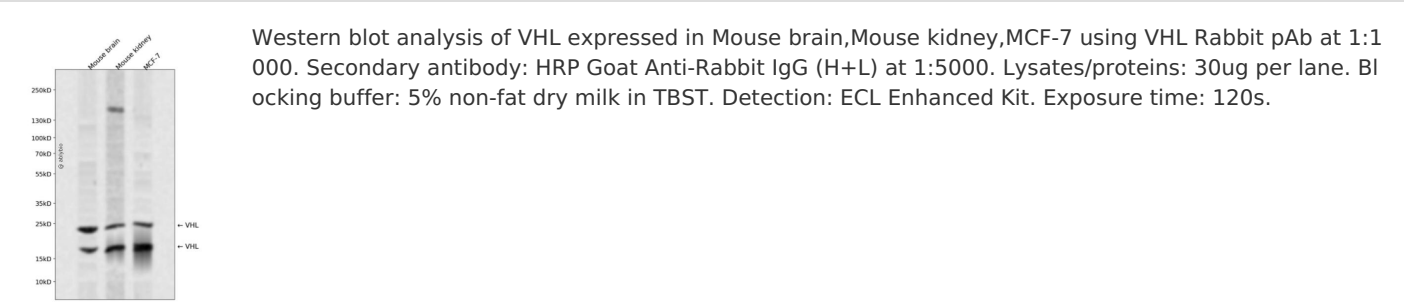 Mouse brain
Mouse kidney
MCF-7
Western blot analysis of VHL expressed in Mouse brain,Mouse kidney,MCF-7 using VHL Rabbit pAb at 1:1
000. Secondary antibody: HRP Goat Anti-Rabbit IgG (H+L) at 1:5000. Lysates/proteins: 30ug per lane. Bl
ocking buffer: 5% non-fat dry milk in TBST. Detection: ECL Enhanced Kit. Exposure time: 120s.
250kD
130kD
100kD
70kD
55kD
35kD
25kD
← VHL
← VHL
15kD
10kD